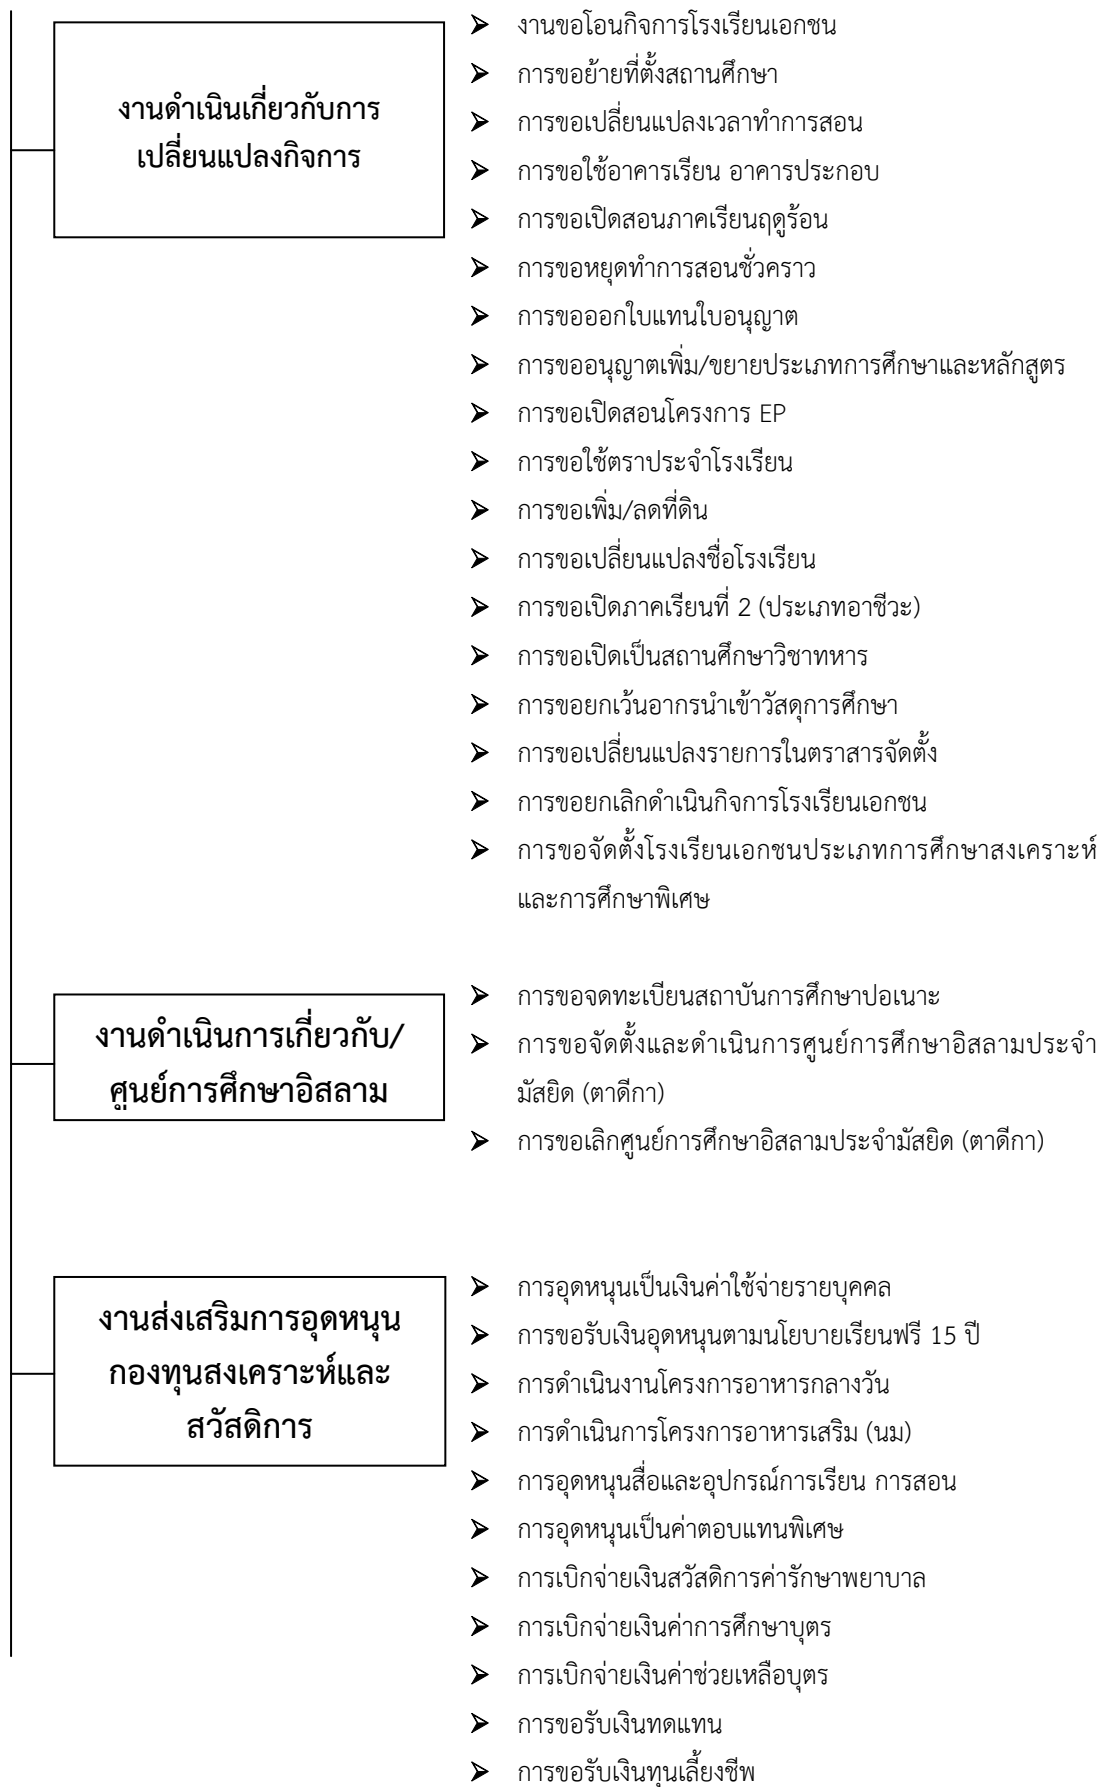 งานดำเนินเกี่ยวกับการ
เปลี่ยนแปลงกิจการ
➢ งานขอโอนกิจการโรงเรียนเอกชน
➢ การขอย้ายที่ตั้งสถานศึกษา
➢ การขอเปลี่ยนแปลงเวลาทำการสอน
➢ การขอใช้อาคารเรียน อาคารประกอบ
➢ การขอเปิดสอนภาคเรียนฤดูร้อน
➢ การขอหยุดทำการสอนชั่วคราว
➢ การขอออกใบแทนใบอนุญาต
➢ การขออนุญาตเพิ่ม/ขยายประเภทการศึกษาและหลักสูตร
➢ การขอเปิดสอนโครงการ EP
➢ การขอใช้ตราประจำโรงเรียน
➢ การขอเพิ่ม/ลดที่ดิน
➢ การขอเปลี่ยนแปลงชื่อโรงเรียน
➢ การขอเปิดภาคเรียนที่ 2 (ประเภทอาชีวะ)
➢ การขอเปิดเป็นสถานศึกษาวิชาทหาร
➢ การขอยกเว้นอากรนำเข้าวัสดุการศึกษา
➢ การขอเปลี่ยนแปลงรายการในตราสารจัดตั้ง
➢ การขอยกเลิกดำเนินกิจการโรงเรียนเอกชน
➢ การขอจัดตั้งโรงเรียนเอกชนประเภทการศึกษาสงเคราะห์
และการศึกษาพิเศษ
งานดำเนินการเกี่ยวกับ/
ศูนย์การศึกษาอิสลาม
➢ การขอจดทะเบียนสถาบันการศึกษาปอเนาะ
➢ การขอจัดตั้งและดำเนินการศูนย์การศึกษาอิสลามประจำ
มัสยิด (ตาดีกา)
➢ การขอเลิกศูนย์การศึกษาอิสลามประจำมัสยิด (ตาดีกา)
งานส่งเสริมการอุดหนุน
กองทุนสงเคราะห์และ
สวัสดิการ
➢ การอุดหนุนเป็นเงินค่าใช้จ่ายรายบุคคล
➢ การขอรับเงินอุดหนุนตามนโยบายเรียนฟรี 15 ปี
➢ การดำเนินงานโครงการอาหารกลางวัน
➢ การดำเนินการโครงการอาหารเสริม (นม)
➢ การอุดหนุนสื่อและอุปกรณ์การเรียน การสอน
➢ การอุดหนุนเป็นค่าตอบแทนพิเศษ
➢ การเบิกจ่ายเงินสวัสดิการค่ารักษาพยาบาล
➢ การเบิกจ่ายเงินค่าการศึกษาบุตร
➢ การเบิกจ่ายเงินค่าช่วยเหลือบุตร
➢ การขอรับเงินทดแทน
➢ การขอรับเงินทุนเลี้ยงชีพ